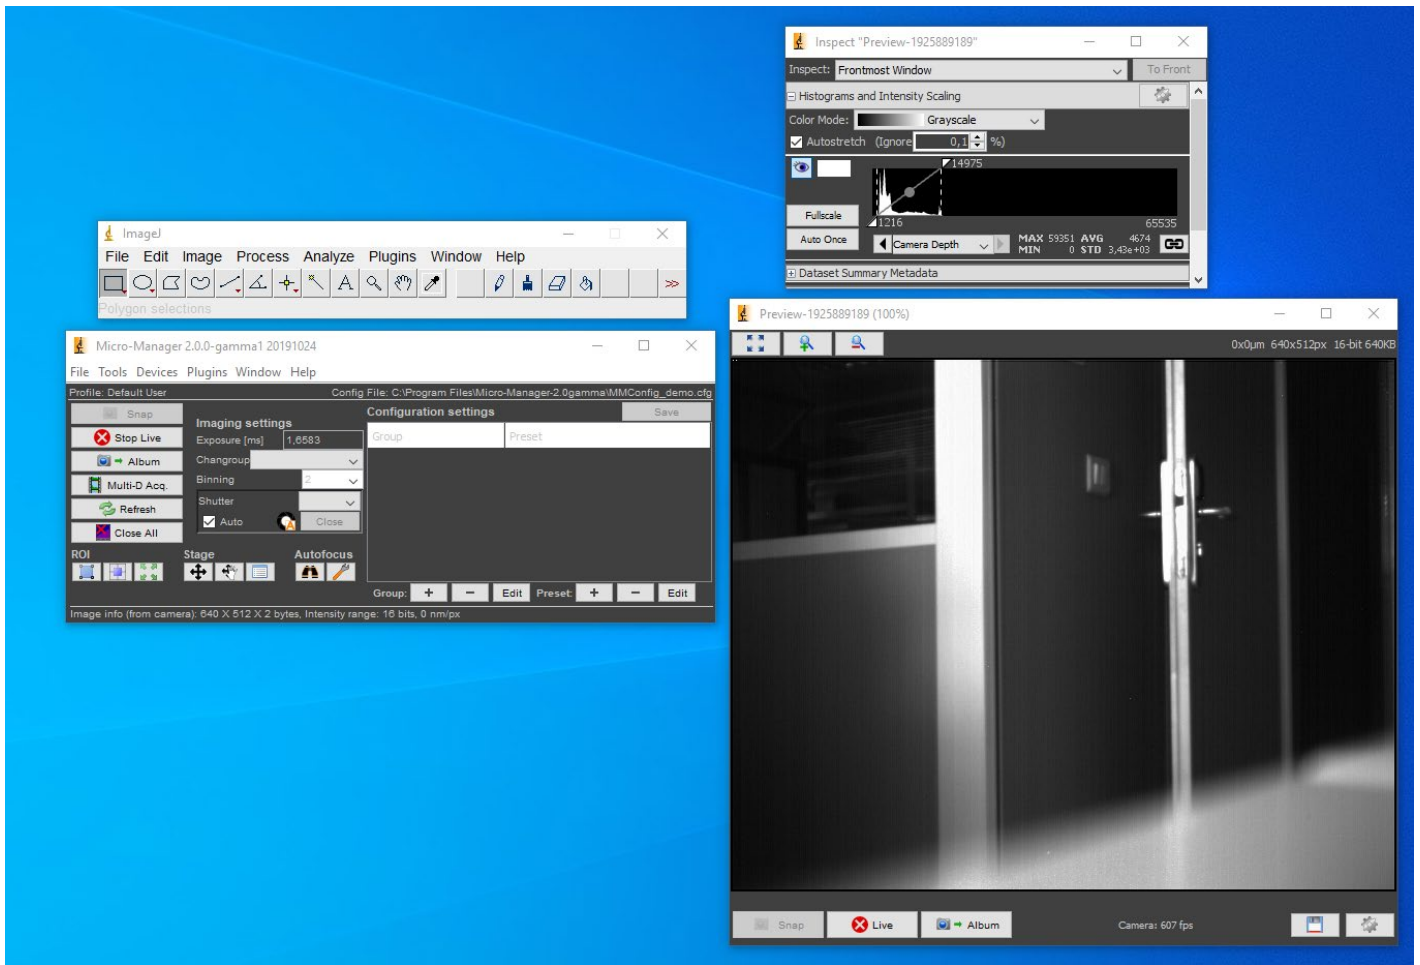 Inspect "Preview-1925889189"
Inspect: Frontmost Window To Front
Histograms and Intensity Scaling
Color Mode: Grayscale
Autostretch (Ignore 0,1 %)
14975
Fullscale
1216 65535
Auto Once Camera Depth MAX 59351 AVG 4674
MIN 0 STD 3,43e+03
Dataset Summary Metadata
ImageJ
File Edit Image Process Analyze Plugins Window Help
A >>
Polygon selections
Micro-Manager 2.0.0-gamma1 20191024
File Tools Devices Plugins Window Help
Profile: Default User Config File: C:\Program Files\Micro-Manager-2.0gamma\MMConfig_demo.cfg
Snap
Stop Live
Album
Multi-D Acq.
Refresh
Close All
Imaging settings
Exposure [ms] 1,6583
Changroup
Binning 2
Shutter
Auto A Close
Configuration settings Save
Group Preset
ROI Stage Autofocus
Group: + − Edit Preset: + − Edit
Image info (from camera): 640 X 512 X 2 bytes, Intensity range: 16 bits, 0 nm/px
Preview-1925889189 (100%)
0x0µm 640x512px 16-bit 640KB
Snap Live Album Camera: 607 fps